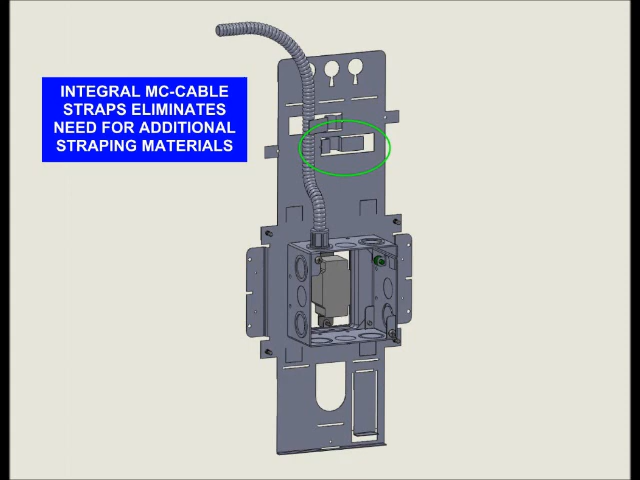 INTEGRAL MC-CABLE
STRAPS ELIMINATES
NEED FOR ADDITIONAL
STRAPING MATERIALS